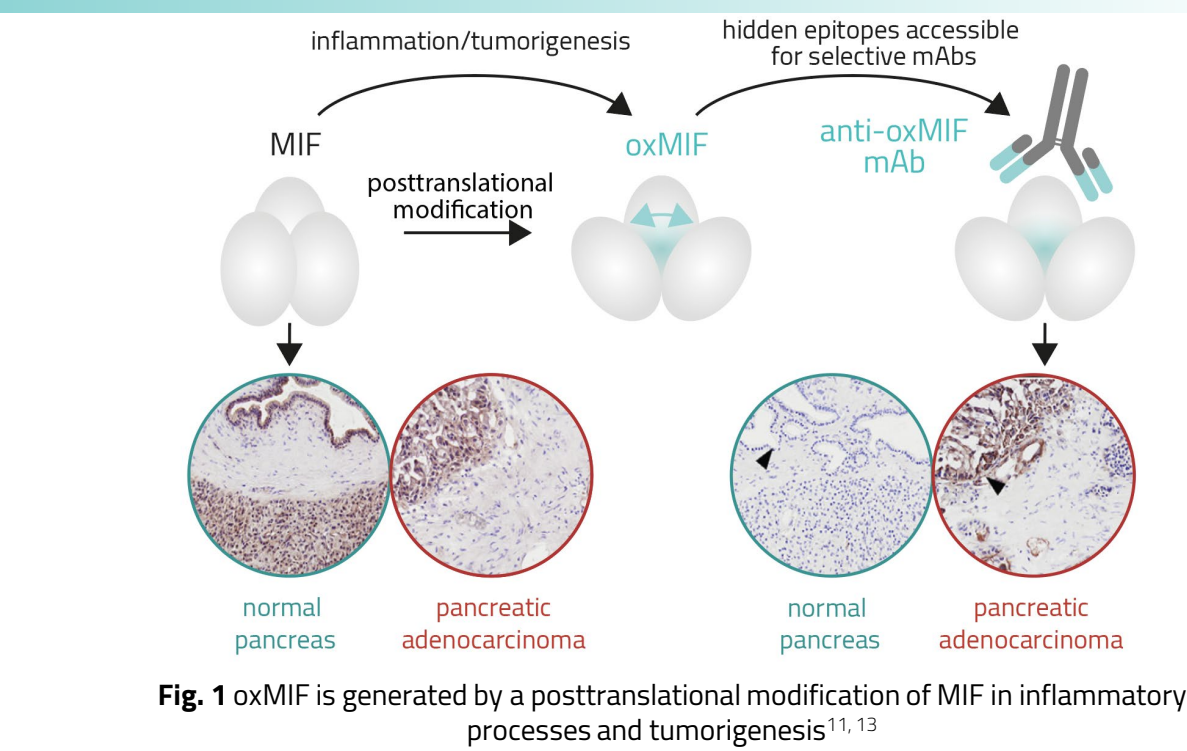 inflammation/tumorigenesis
hidden epitopes accessible
for selective mAbs
MIF
oxMIF
anti-oxMIF
mAb
posttranslational
modification
normal
pancreas
pancreatic
adenocarcinoma
normal
pancreas
pancreatic
adenocarcinoma
Fig. 1 oxMIF is generated by a posttranslational modification of MIF in inflammatory
processes and tumorigenesis11, 13